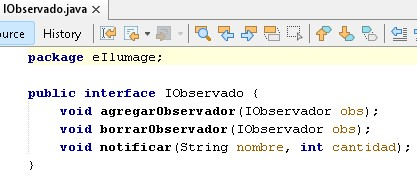 IObservado.java ×
ource History
package eIlumage;
public interface IObservado {
void agregarObservador(IObservador obs);
void borrarObservador(IObservador obs);
void notificar(String nombre, int cantidad);
}